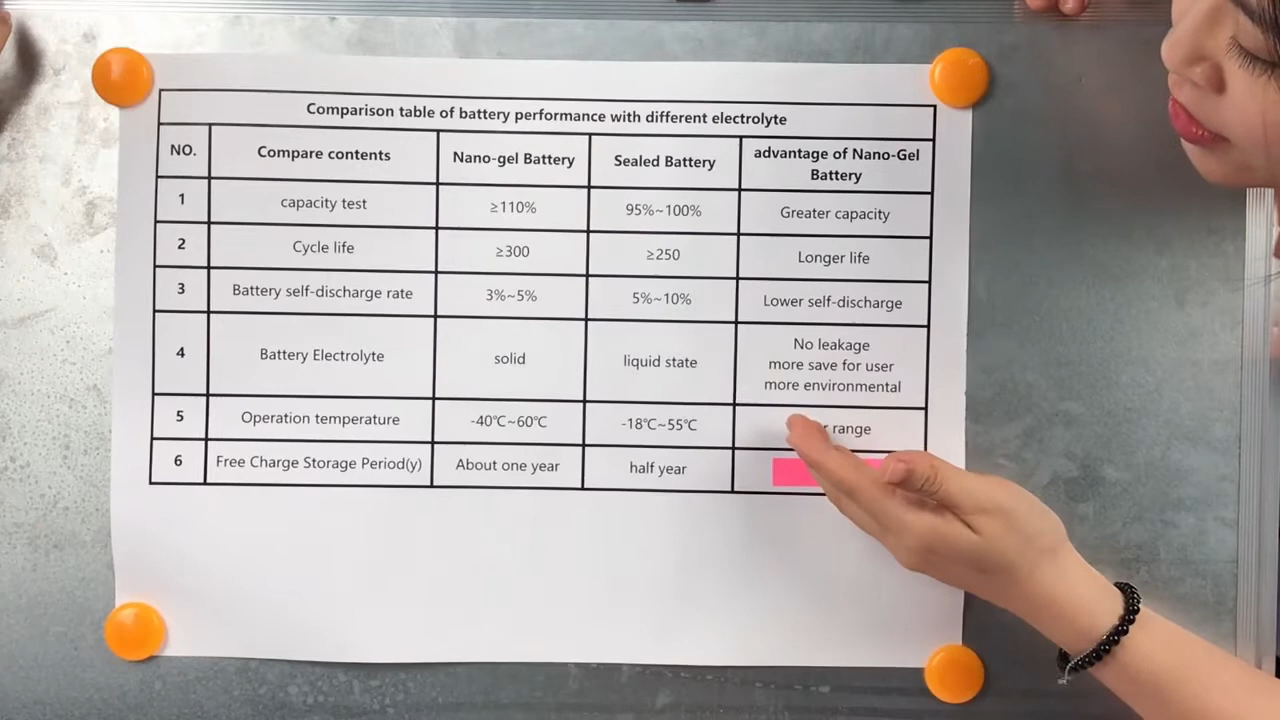 Comparison table of battery performance with different electrolyte
NO. Compare contents Nano-gel Battery Sealed Battery advantage of Nano-Gel
Battery
1 capacity test ≥110% 95%~100% Greater capacity
2 Cycle life ≥300 ≥250 Longer life
3 Battery self-discharge rate 3%~5% 5%~10% Lower self-discharge
4 Battery Electrolyte solid liquid state No leakage
more save for user
more environmental
5 Operation temperature -40℃~60℃ -18℃~55℃ range
6 Free Charge Storage Period(y) About one year half year